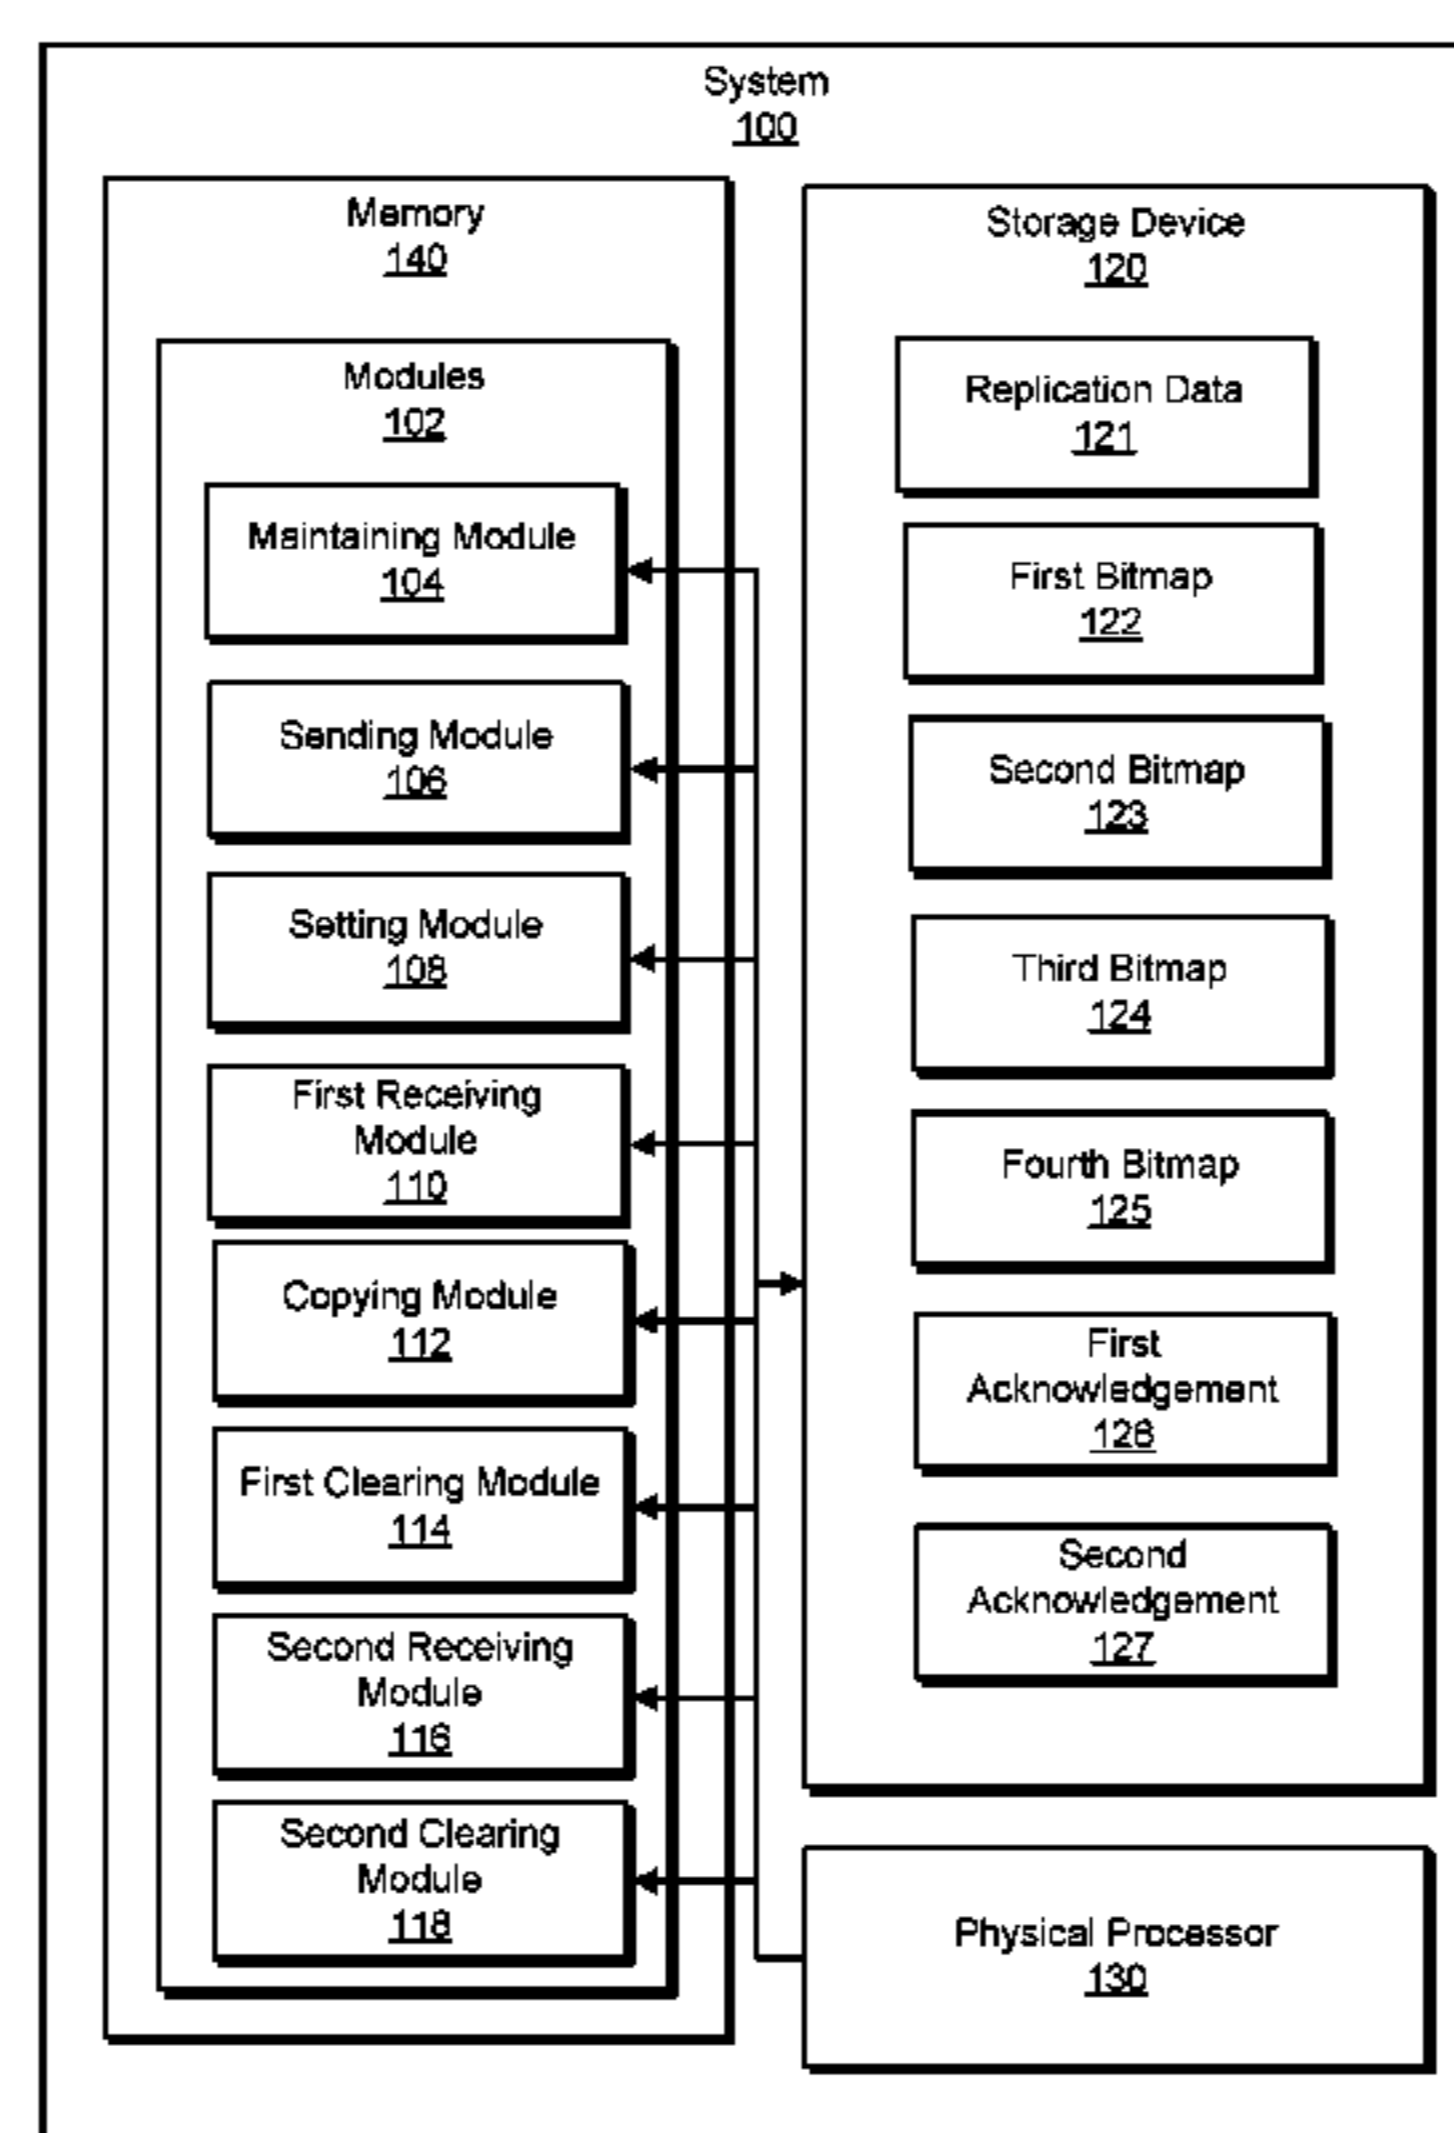 System
100
Memory
140
Modules
102
Maintaining Module
104
Sending Module
106
Setting Module
108
First Receiving
Module
110
Copying Module
112
First Clearing Module
114
Second Receiving
Module
116
Second Clearing
Module
118
Storage Device
120
Replication Data
121
First Bitmap
122
Second Bitmap
123
Third Bitmap
124
Fourth Bitmap
125
First
Acknowledgement
126
Second
Acknowledgement
127
Physical Processor
130